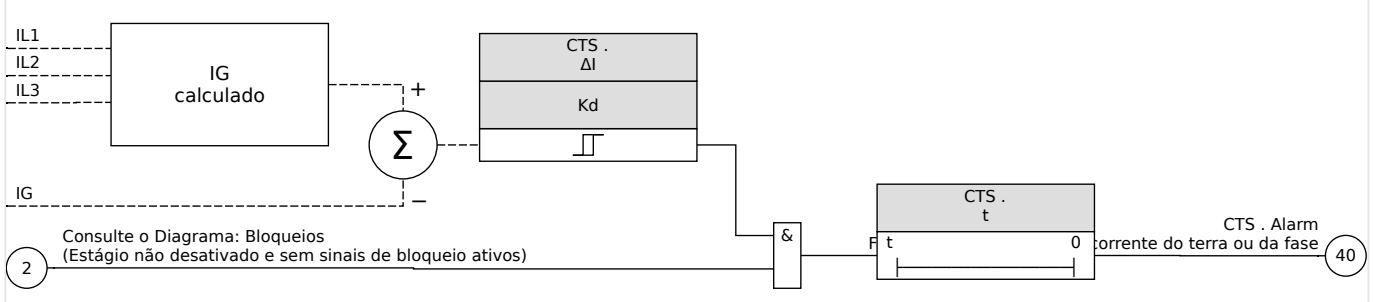 IL1
IL2
IL3
IG
calculado
+
Σ
−
IG
CTS .
ΔI
Kd
Consulte o Diagrama: Bloqueios
(Estágio não desativado e sem sinais de bloqueio ativos)
2
&
CTS .
t
t 0
CTS . Alarm
corrente do terra ou da fase
40